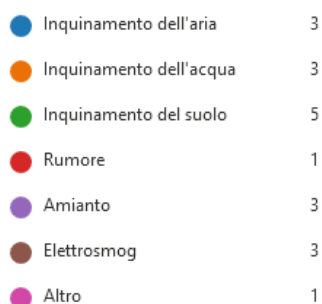 Inquinamento dell'aria 3
Inquinamento dell'acqua 3
Inquinamento del suolo 5
Rumore 1
Amianto 3
Elettrosmog 3
Altro 1